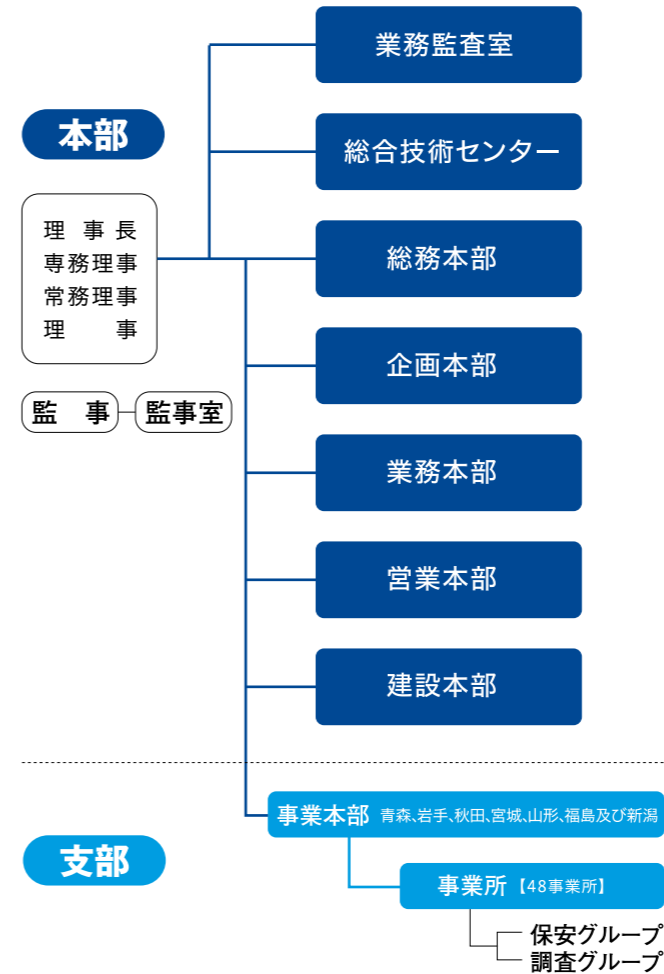 業務監査室
本部
総合技術センター
理事長
専務理事
常務理事
理事
総務本部
企画本部
監事
監事室
業務本部
営業本部
建設本部
事業本部 青森、岩手、秋田、宮城、山形、福島及び新潟
支部
事業所【48事業所】
保安グループ
調査グループ